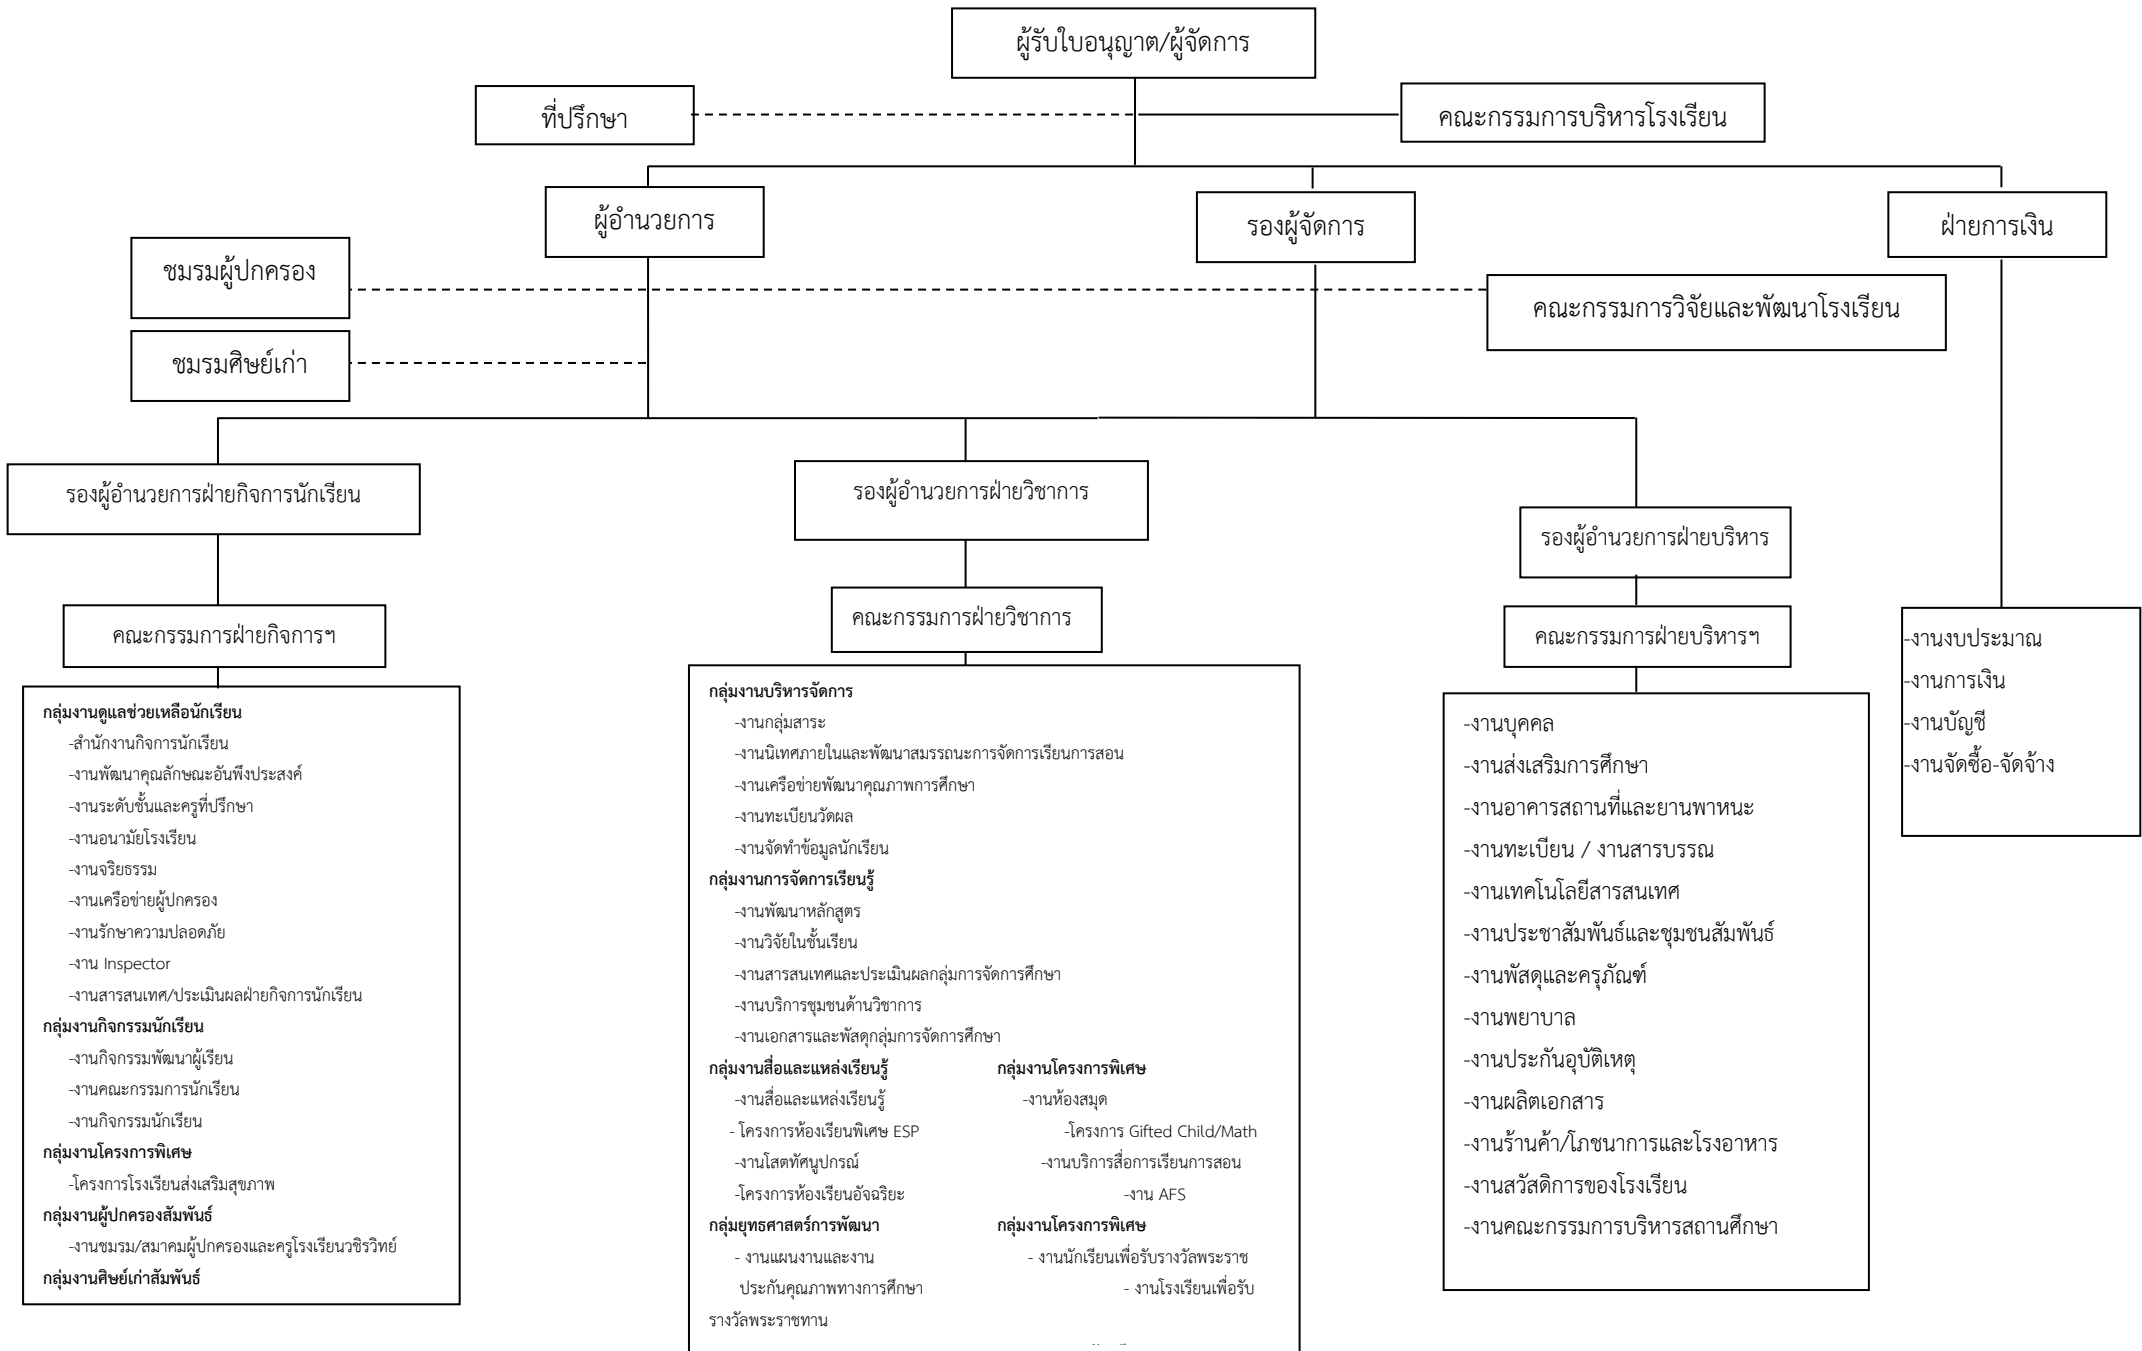 ผู้รับใบอนุญาต/ผู้จัดการ
ที่ปรึกษา
คณะกรรมการบริหารโรงเรียน
ผู้อำนวยการ
รองผู้จัดการ
ฝ่ายการเงิน
ชมรมผู้ปกครอง
คณะกรรมการวิจัยและพัฒนาโรงเรียน
ชมรมศิษย์เก่า
รองผู้อำนวยการฝ่ายกิจการนักเรียน
รองผู้อำนวยการฝ่ายวิชาการ
รองผู้อำนวยการฝ่ายบริหาร
คณะกรรมการฝ่ายกิจการฯ
คณะกรรมการฝ่ายวิชาการ
คณะกรรมการฝ่ายบริหารฯ
กลุ่มงานดูแลช่วยเหลือนักเรียน
-สำนักงานกิจการนักเรียน
-งานพัฒนาคุณลักษณะอันพึงประสงค์
-งานระดับชั้นและครูที่ปรึกษา
-งานอนามัยโรงเรียน
-งานจริยธรรม
-งานเครือข่ายผู้ปกครอง
-งานรักษาความปลอดภัย
-งาน Inspector
-งานสารสนเทศ/ประเมินผลฝ่ายกิจการนักเรียน
กลุ่มงานกิจกรรมนักเรียน
-งานกิจกรรมพัฒนาผู้เรียน
-งานคณะกรรมการนักเรียน
-งานกิจกรรมนักเรียน
กลุ่มงานโครงการพิเศษ
-โครงการโรงเรียนส่งเสริมสุขภาพ
กลุ่มงานผู้ปกครองสัมพันธ์
-งานชมรม/สมาคมผู้ปกครองและครูโรงเรียนวชิรวิทย์
กลุ่มงานศิษย์เก่าสัมพันธ์
กลุ่มงานบริหารจัดการ
-งานกลุ่มสาระ
-งานนิเทศภายในและพัฒนาสมรรถนะการจัดการเรียนการสอน
-งานเครือข่ายพัฒนาคุณภาพการศึกษา
-งานทะเบียนวัดผล
-งานจัดทำข้อมูลนักเรียน
กลุ่มงานการจัดการเรียนรู้
-งานพัฒนาหลักสูตร
-งานวิจัยในชั้นเรียน
-งานสารสนเทศและประเมินผลกลุ่มการจัดการศึกษา
-งานบริการชุมชนด้านวิชาการ
-งานเอกสารและพัสดุกลุ่มการจัดการศึกษา
กลุ่มงานสื่อและแหล่งเรียนรู้ กลุ่มงานโครงการพิเศษ
-งานสื่อและแหล่งเรียนรู้ -งานห้องสมุด
- โครงการห้องเรียนพิเศษ ESP -โครงการ Gifted Child/Math
-งานโสตทัศนูปกรณ์ -งานบริการสื่อการเรียนการสอน
-โครงการห้องเรียนอัจฉริยะ -งาน AFS
กลุ่มยุทธศาสตร์การพัฒนา กลุ่มงานโครงการพิเศษ
- งานแผนงานและงาน - งานนักเรียนเพื่อรับรางวัลพระราช
ประกันคุณภาพทางการศึกษา - งานโรงเรียนเพื่อรับ
รางวัลพระราชทาน
-งานบุคคล
-งานส่งเสริมการศึกษา
-งานอาคารสถานที่และยานพาหนะ
-งานทะเบียน / งานสารบรรณ
-งานเทคโนโลยีสารสนเทศ
-งานประชาสัมพันธ์และชุมชนสัมพันธ์
-งานพัสดุและครุภัณฑ์
-งานพยาบาล
-งานประกันอุบัติเหตุ
-งานผลิตเอกสาร
-งานร้านค้า/โภชนาการและโรงอาหาร
-งานสวัสดิการของโรงเรียน
-งานคณะกรรมการบริหารสถานศึกษา
-งานงบประมาณ
-งานการเงิน
-งานบัญชี
-งานจัดซื้อ-จัดจ้าง